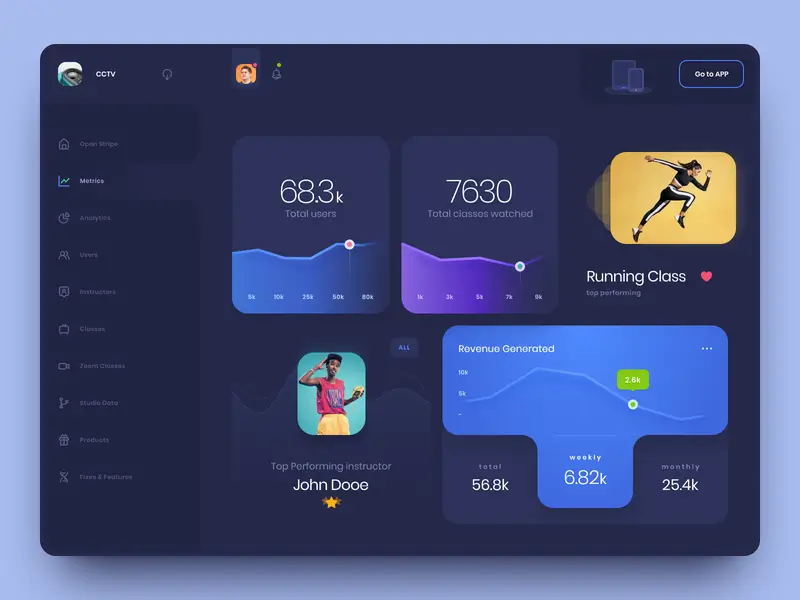 CCTV
Go to APP
Open Stripe
Metrics
Analytics
Users
Instructors
Classes
Zoom Classes
Studio Data
Products
Fixes & Features
68.3k
Total users
5k 10k 25k 50k 80k
7630
Total classes watched
1k 3k 5k 7k 9k
Running Class
top performing
ALL
Top Performing instructor
John Dooe
Revenue Generated
10k
5k
-
2.6k
total
56.8k
weekly
6.82k
monthly
25.4k